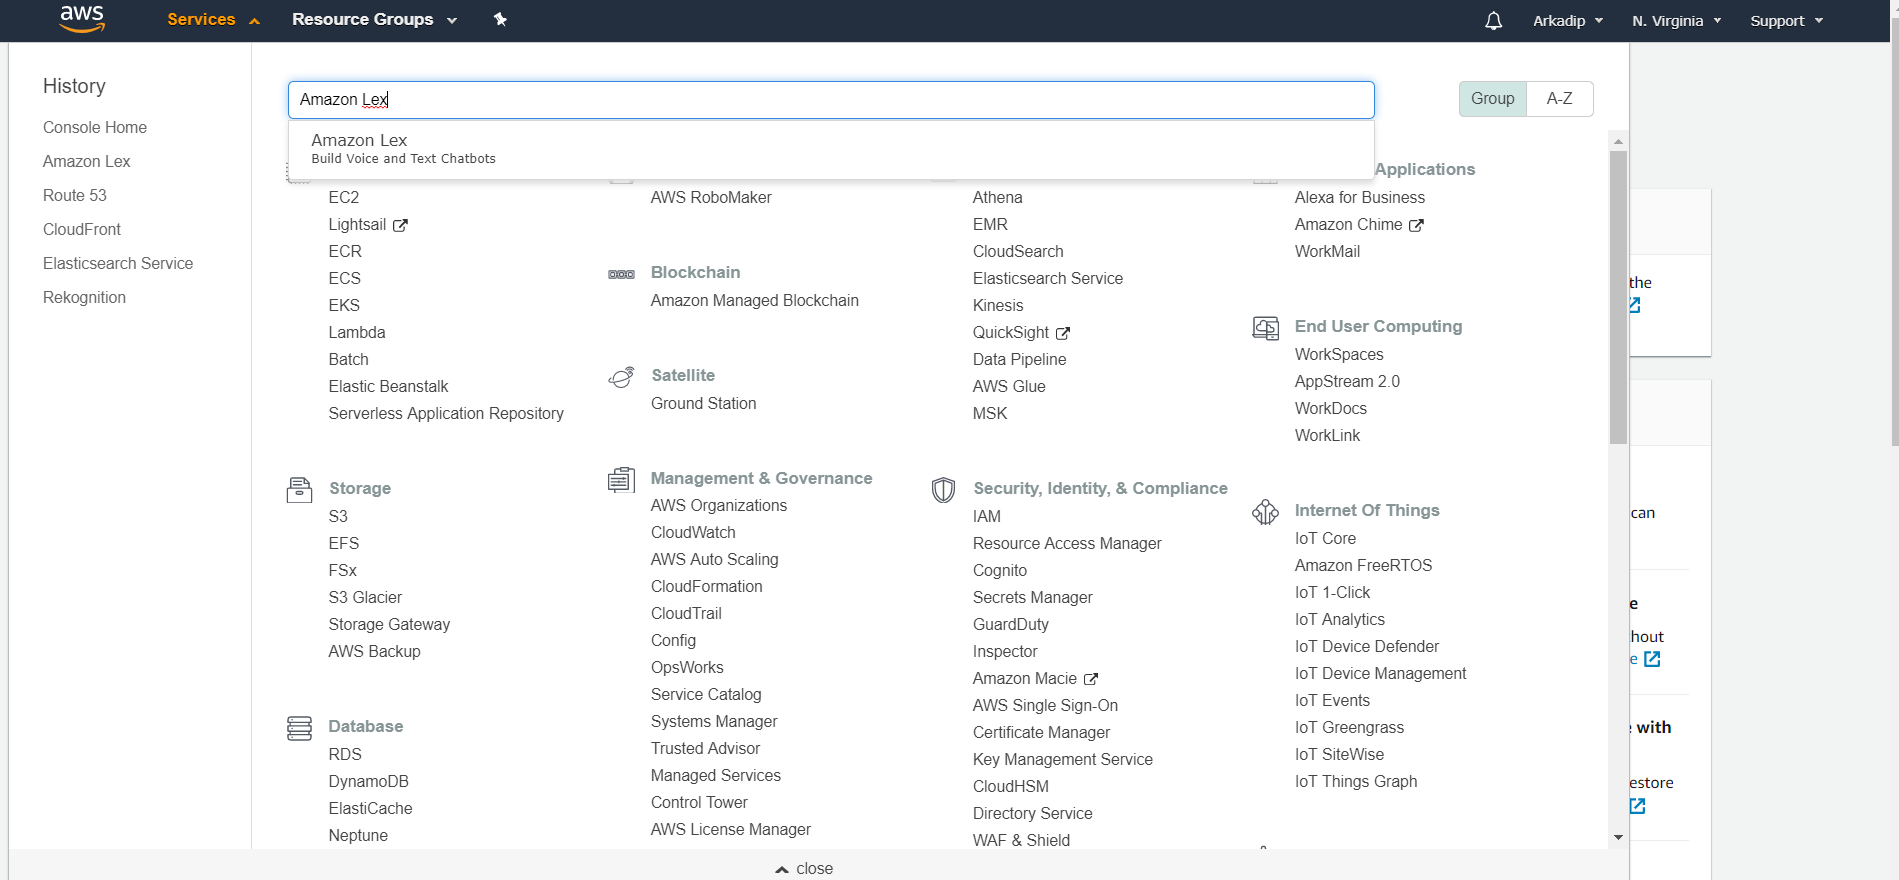 aws Services Resource Groups Arkadip N. Virginia Support
History
Console Home
Amazon Lex
Route 53
CloudFront
Elasticsearch Service
Rekognition
Amazon Lex
Group A-Z
Amazon Lex
Build Voice and Text Chatbots
EC2
Lightsail
ECR
ECS
EKS
Lambda
Batch
Elastic Beanstalk
Serverless Application Repository
Storage
S3
EFS
FSx
S3 Glacier
Storage Gateway
AWS Backup
Database
RDS
DynamoDB
ElastiCache
Neptune
AWS RoboMaker
Blockchain
Amazon Managed Blockchain
Satellite
Ground Station
Management & Governance
AWS Organizations
CloudWatch
AWS Auto Scaling
CloudFormation
CloudTrail
Config
OpsWorks
Service Catalog
Systems Manager
Trusted Advisor
Managed Services
Control Tower
AWS License Manager
Athena
EMR
CloudSearch
Elasticsearch Service
Kinesis
QuickSight
Data Pipeline
AWS Glue
MSK
Security, Identity, & Compliance
IAM
Resource Access Manager
Cognito
Secrets Manager
GuardDuty
Inspector
Amazon Macie
AWS Single Sign-On
Certificate Manager
Key Management Service
CloudHSM
Directory Service
WAF & Shield
Applications
Alexa for Business
Amazon Chime
WorkMail
End User Computing
WorkSpaces
AppStream 2.0
WorkDocs
WorkLink
Internet Of Things
IoT Core
Amazon FreeRTOS
IoT 1-Click
IoT Analytics
IoT Device Defender
IoT Device Management
IoT Events
IoT Greengrass
IoT SiteWise
IoT Things Graph
the
can
e
hout
e
with
estore
close